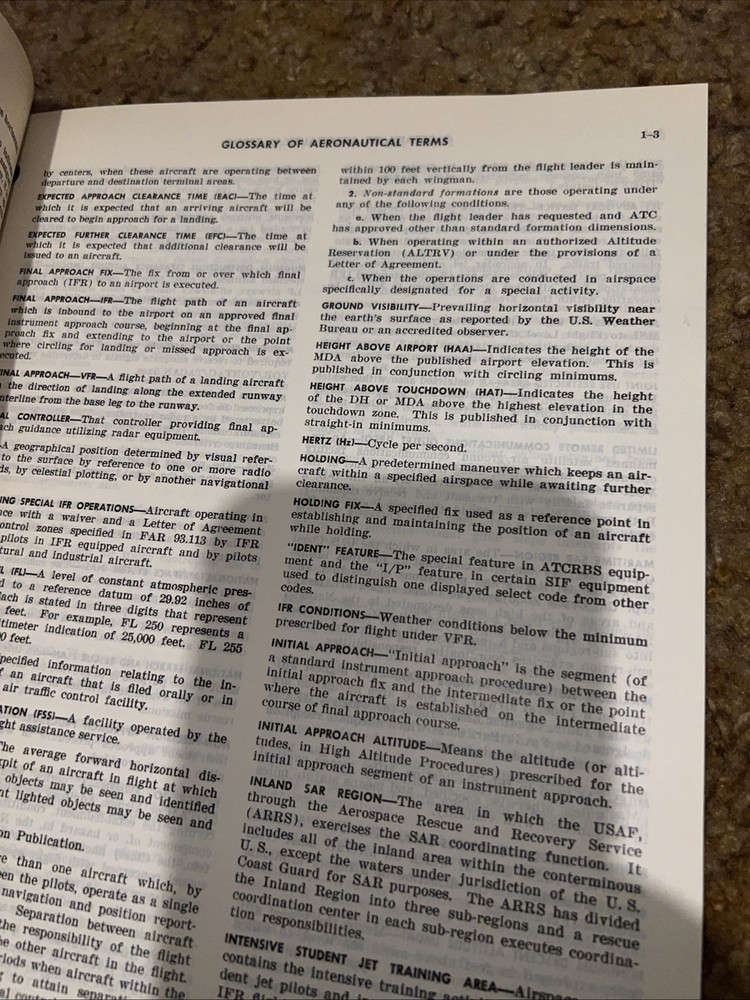 GLOSSARY OF AERONAUTICAL TERMS
1-3
by centers, when these aircraft are operating between
departure and destination terminal areas.
EXPECTED APPROACH CLEARANCE TIME (EAC)—The time at
which it is expected that an arriving aircraft will be
cleared to begin approach for a landing.
EXPECTED FURTHER CLEARANCE TIME (EFC)—The time at
which it is expected that additional clearance will be
issued to an aircraft.
FINAL APPROACH FIX—The fix from or over which final
approach (IFR) to an airport is executed.
FINAL APPROACH—IFR—The flight path of an aircraft
which is inbound to the airport on an approved final
instrument approach course, beginning at the final ap-
proach fix and extending to the airport or the point
where circling for landing or missed approach is ex-
ecuted.
INAL APPROACH—VFR—A flight path of a landing aircraft
the direction of landing along the extended runway
nterline from the base leg to the runway.
AL CONTROLLER—That controller providing final ap-
ach guidance utilizing radar equipment.
A geographical position determined by visual refer-
to the surface by reference to one or more radio
ds, by celestial plotting, or by another navigational
NG SPECIAL IFR OPERATIONS—Aircraft operating in
nce with a waiver and a Letter of Agreement
ontrol zones specified in FAR 93.113 by IFR
pilots in IFR equipped aircraft and by pilots
tural and industrial aircraft.
L (FL)—A level of constant atmospheric pres-
d to a reference datum of 29.92 inches of
Each is stated in three digits that represent
feet. For example, FL 250 represents a
timeter indication of 25,000 feet. FL 255
0 feet.
pecified information relating to the in-
f an aircraft that is filed orally or in
air traffic control facility.
ATION (FSS)—A facility operated by the
ght assistance service.
The average forward horizontal dis-
pit of an aircraft in flight at which
objects may be seen and identified
nt lighted objects may be seen and
on Publication.
re than one aircraft which, by
een the pilots, operate as a single
navigation and position report-
Separation between aircraft
the responsibility of the flight
he other aircraft in the flight.
riods when aircraft within the
to attain separat
within 100 feet vertically from the flight leader is main-
tained by each wingman.
2. Non-standard formations are those operating under
any of the following conditions.
a. When the flight leader has requested and ATC
has approved other than standard formation dimensions.
b. When operating within an authorized Altitude
Reservation (ALTRV) or under the provisions of a
Letter of Agreement.
c. When the operations are conducted in airspace
specifically designated for a special activity.
GROUND VISIBILITY—Prevailing horizontal visibility near
the earth's surface as reported by the U.S. Weather
Bureau or an accredited observer.
HEIGHT ABOVE AIRPORT (HAA)—Indicates the height of the
MDA above the published airport elevation. This is
published in conjunction with circling minimums.
HEIGHT ABOVE TOUCHDOWN (HAT)—Indicates the height
of the DH or MDA above the highest elevation in the
touchdown zone. This is published in conjunction with
straight-in minimums.
HERTZ (Hz)—Cycle per second.
HOLDING—A predetermined maneuver which keeps an air-
craft within a specified airspace while awaiting further
clearance.
HOLDING FIX—A specified fix used as a reference point in
establishing and maintaining the position of an aircraft
while holding.
"IDENT" FEATURE—The special feature in ATCRBS equip-
ment and the "I/P" feature in certain SIF equipment
used to distinguish one displayed select code from other
codes.
IFR CONDITIONS—Weather conditions below the minimum
prescribed for flight under VFR.
INITIAL APPROACH—"Initial approach" is the segment (of
a standard instrument approach procedure) between the
initial approach fix and the intermediate fix or the point
where the aircraft is established on the intermediate
course of final approach course.
INITIAL APPROACH ALTITUDE—Means the altitude (or alti-
tudes, in High Altitude Procedures) prescribed for the
initial approach segment of an instrument approach.
INLAND SAR REGION—The area in which the USAF,
through the Aerospace Rescue and Recovery Service
(ARRS), exercises the SAR coordinating function. It
includes all of the inland area within the conterminous
U. S., except the waters under jurisdiction of the U. S.
Coast Guard for SAR purposes. The ARRS has divided
the Inland Region into three sub-regions and a rescue
coordination center in each sub-region executes coordina-
tion responsibilities.
INTENSIVE STUDENT JET TRAINING AREA—Airspa
contains the intensive training
dent jet pilots and
IFR